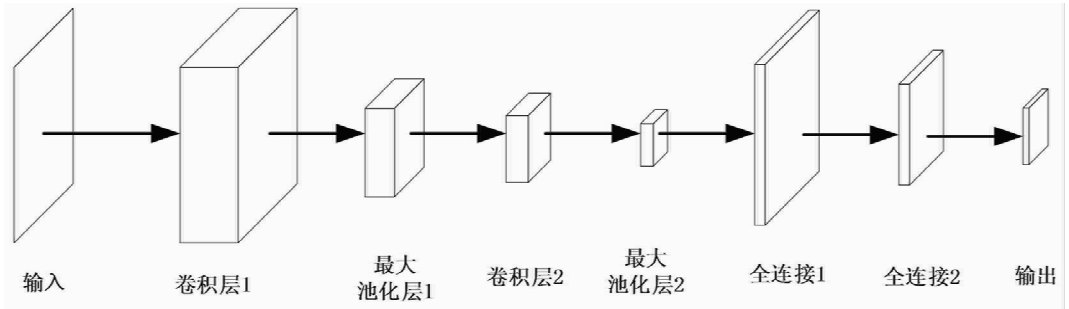 输入
卷积层1
最大
池化层1
卷积层2
最大
池化层2
全连接1
全连接2
输出